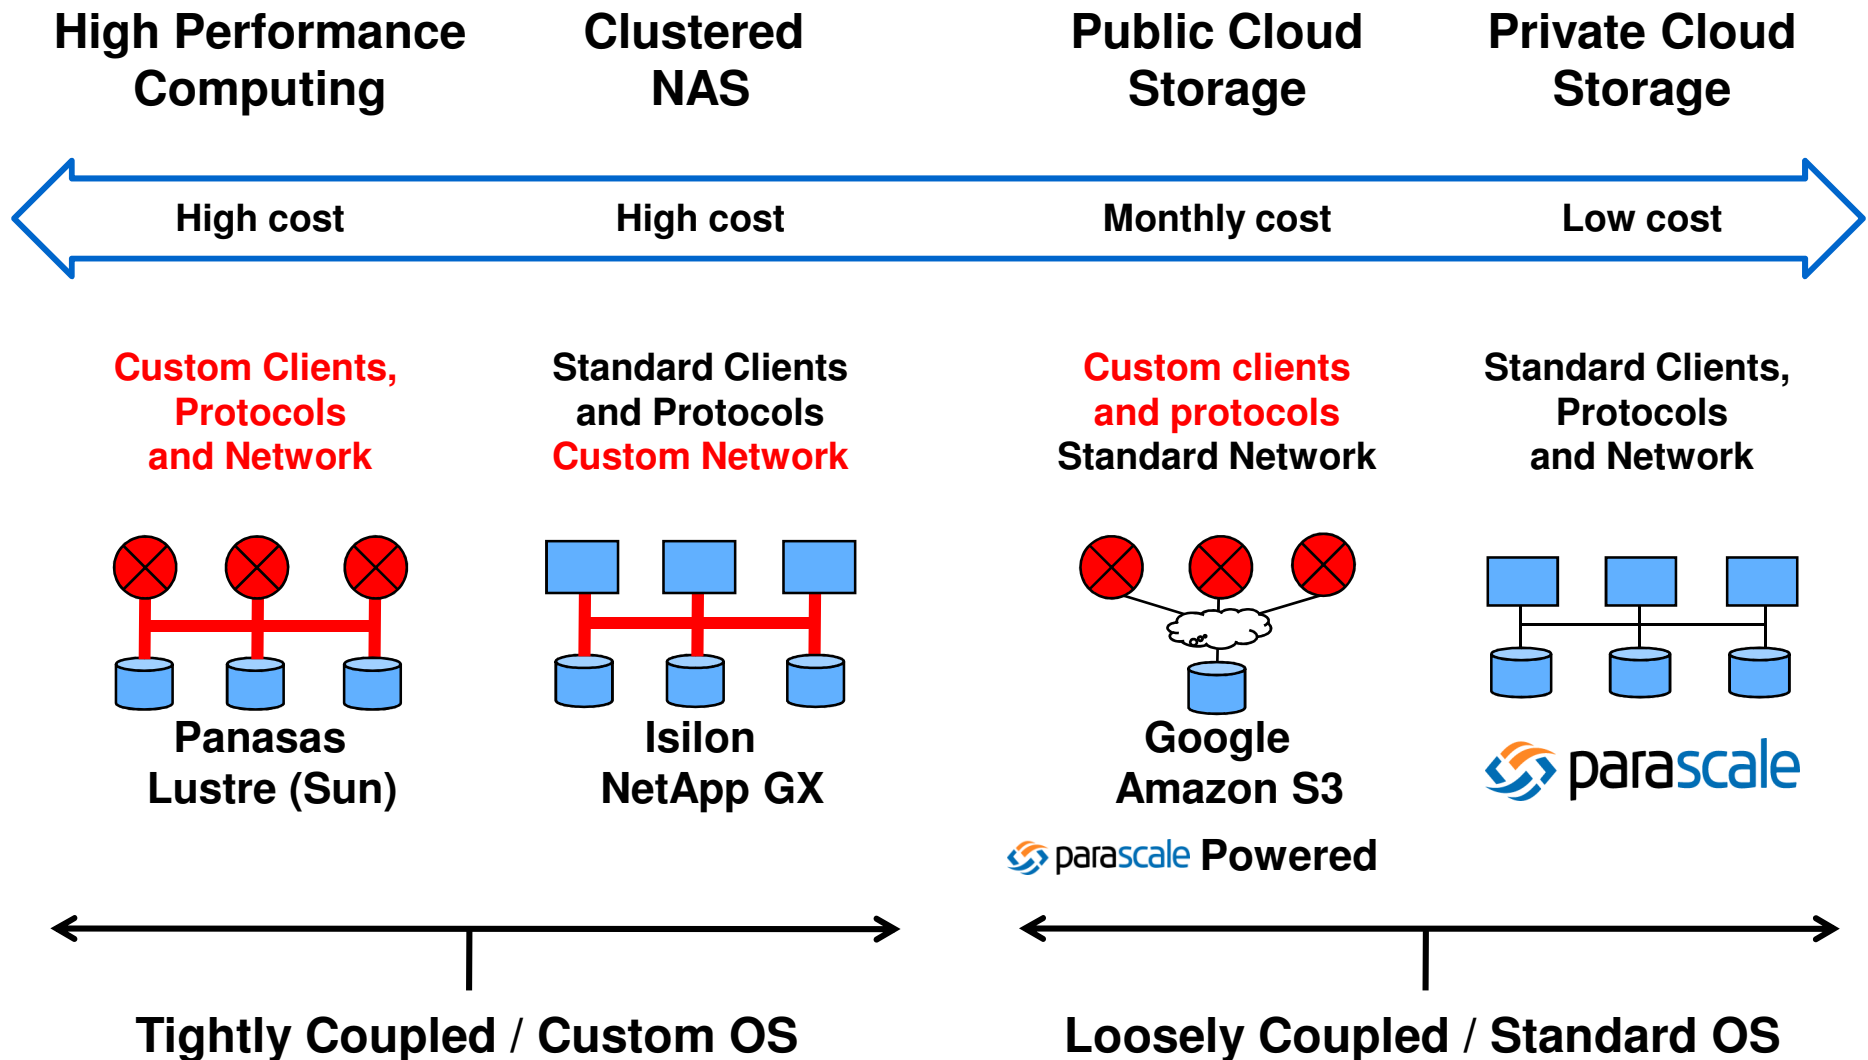 High Performance
Computing
Clustered
NAS
Public Cloud
Storage
Private Cloud
Storage
High cost
High cost
Monthly cost
Low cost
Custom Clients,
Protocols
and Network
Standard Clients
and Protocols
Custom Network
Custom clients
and protocols
Standard Network
Standard Clients,
Protocols
and Network
Panasas
Lustre (Sun)
Isilon
NetApp GX
Google
Amazon S3
parascale Powered
parascale
Tightly Coupled / Custom OS
Loosely Coupled / Standard OS